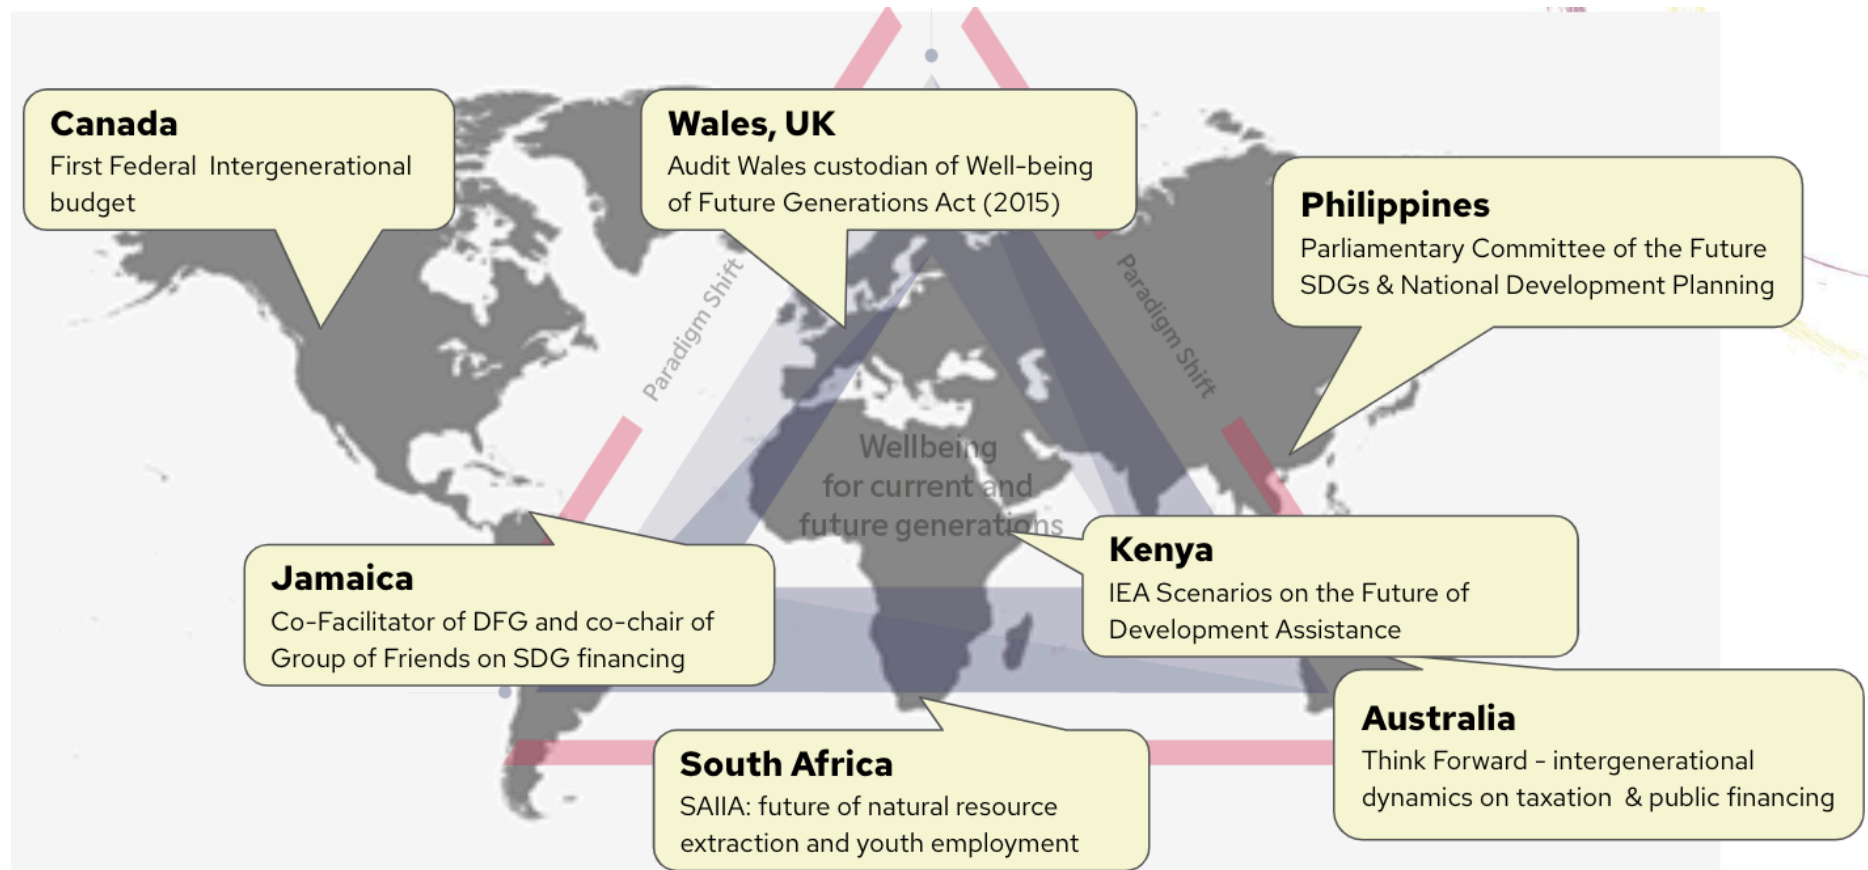 Canada
First Federal  Intergenerational
budget
Wales, UK
Audit Wales custodian of Well-being
of Future Generations Act (2015)
Philippines
Parliamentary Committee of the Future
SDGs & National Development Planning
Paradigm Shift
Paradigm Shift
Wellbeing
for current and
future generations
Jamaica
Co-Facilitator of DFG and co-chair of
Group of Friends on SDG financing
Kenya
IEA Scenarios on the Future of
Development Assistance
South Africa
SAIIA: future of natural resource
extraction and youth employment
Australia
Think Forward - intergenerational
dynamics on taxation  & public financing